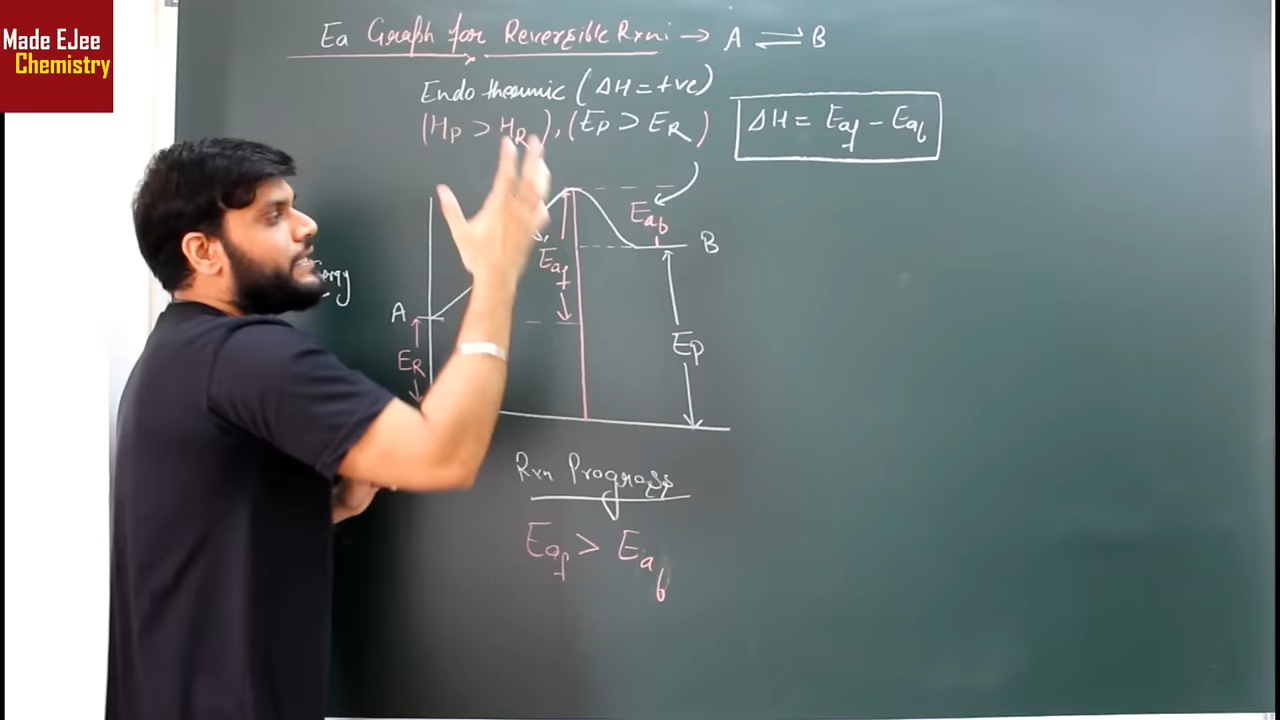 Made EJee
Chemistry
Ea Graph for Reversible Rxn: → A ⇌ B
Endothermic (ΔH = +ve)
(HP > HR), (EP > ER)
ΔH = Eaf - Eab
Eab
B
Eaf
A
ER
EP
Rxn Progress
Eaf > Eab